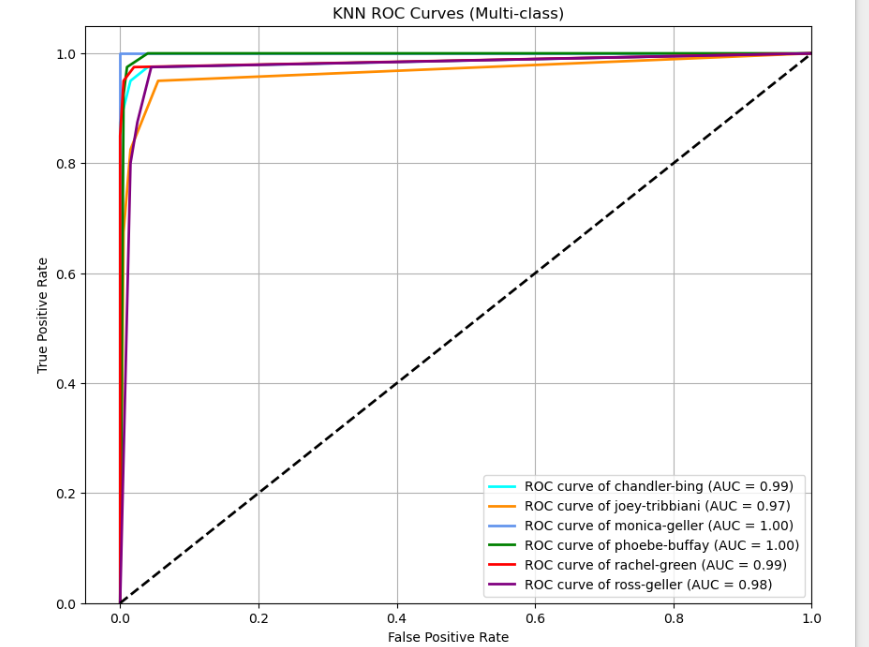 KNN ROC Curves (Multi-class)
True Positive Rate
1.0
0.8
0.6
0.4
0.2
0.0
ROC curve of chandler-bing (AUC = 0.99)
ROC curve of joey-tribbiani (AUC = 0.97)
ROC curve of monica-geller (AUC = 1.00)
ROC curve of phoebe-buffay (AUC = 1.00)
ROC curve of rachel-green (AUC = 0.99)
ROC curve of ross-geller (AUC = 0.98)
0.0 0.2 0.4 0.6 0.8 1.0
False Positive Rate